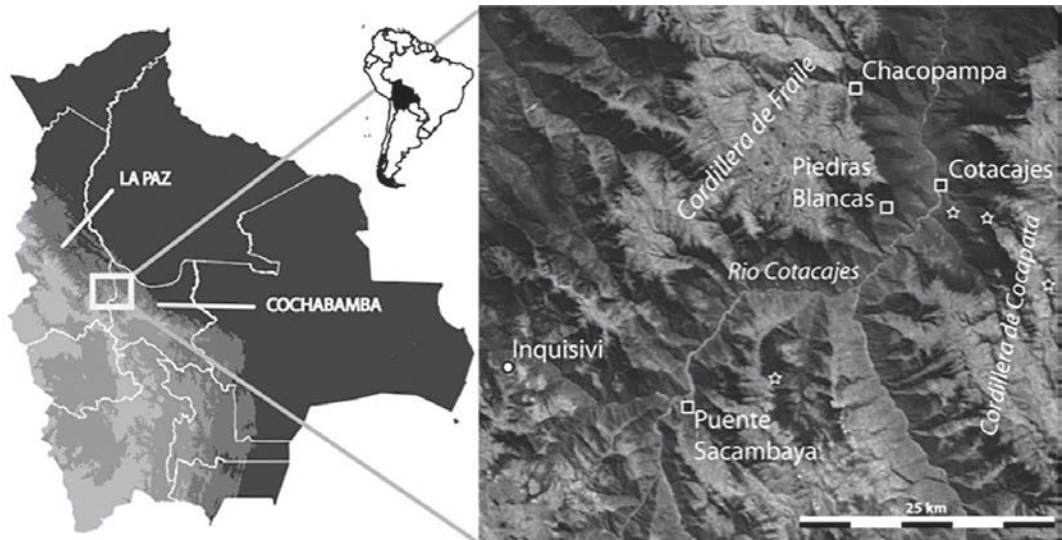 LA PAZ
COCHABAMBA
Chacopampa
Cordillera de Fraile
Piedras
Blancas
Cotacajes
Rio Cotacajes
Cordillera de Cocapata
Inquisivi
Puente
Sacambaya
25 km